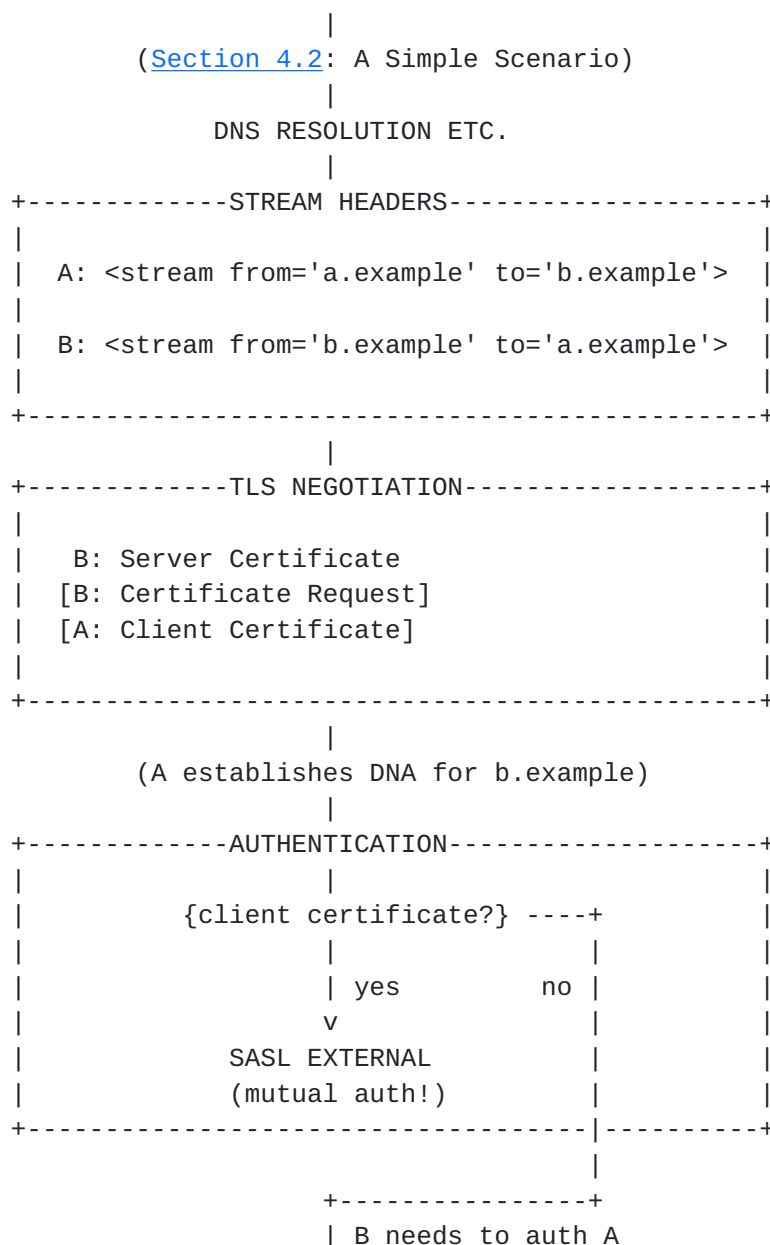 |
        (Section 4.2: A Simple Scenario)
                    |
             DNS RESOLUTION ETC.
                    |
+-------------STREAM HEADERS--------------------+
|                                               |
|  A: <stream from='a.example' to='b.example'>  |
|                                               |
|  B: <stream from='b.example' to='a.example'>  |
|                                               |
+-----------------------------------------------+
                    |
+-------------TLS NEGOTIATION-------------------+
|                                               |
|   B: Server Certificate                       |
|  [B: Certificate Request]                     |
|  [A: Client Certificate]                      |
|                                               |
+-----------------------------------------------+
                    |
        (A establishes DNA for b.example)
                    |
+-------------AUTHENTICATION--------------------+
|                   |                           |
|          {client certificate?} ----+          |
|                   |                |          |
|                   | yes         no |          |
|                   v                |          |
|             SASL EXTERNAL          |          |
|             (mutual auth!)         |          |
+------------------------------------|----------+
                                     |
                    +----------------+
                    | B needs to auth A